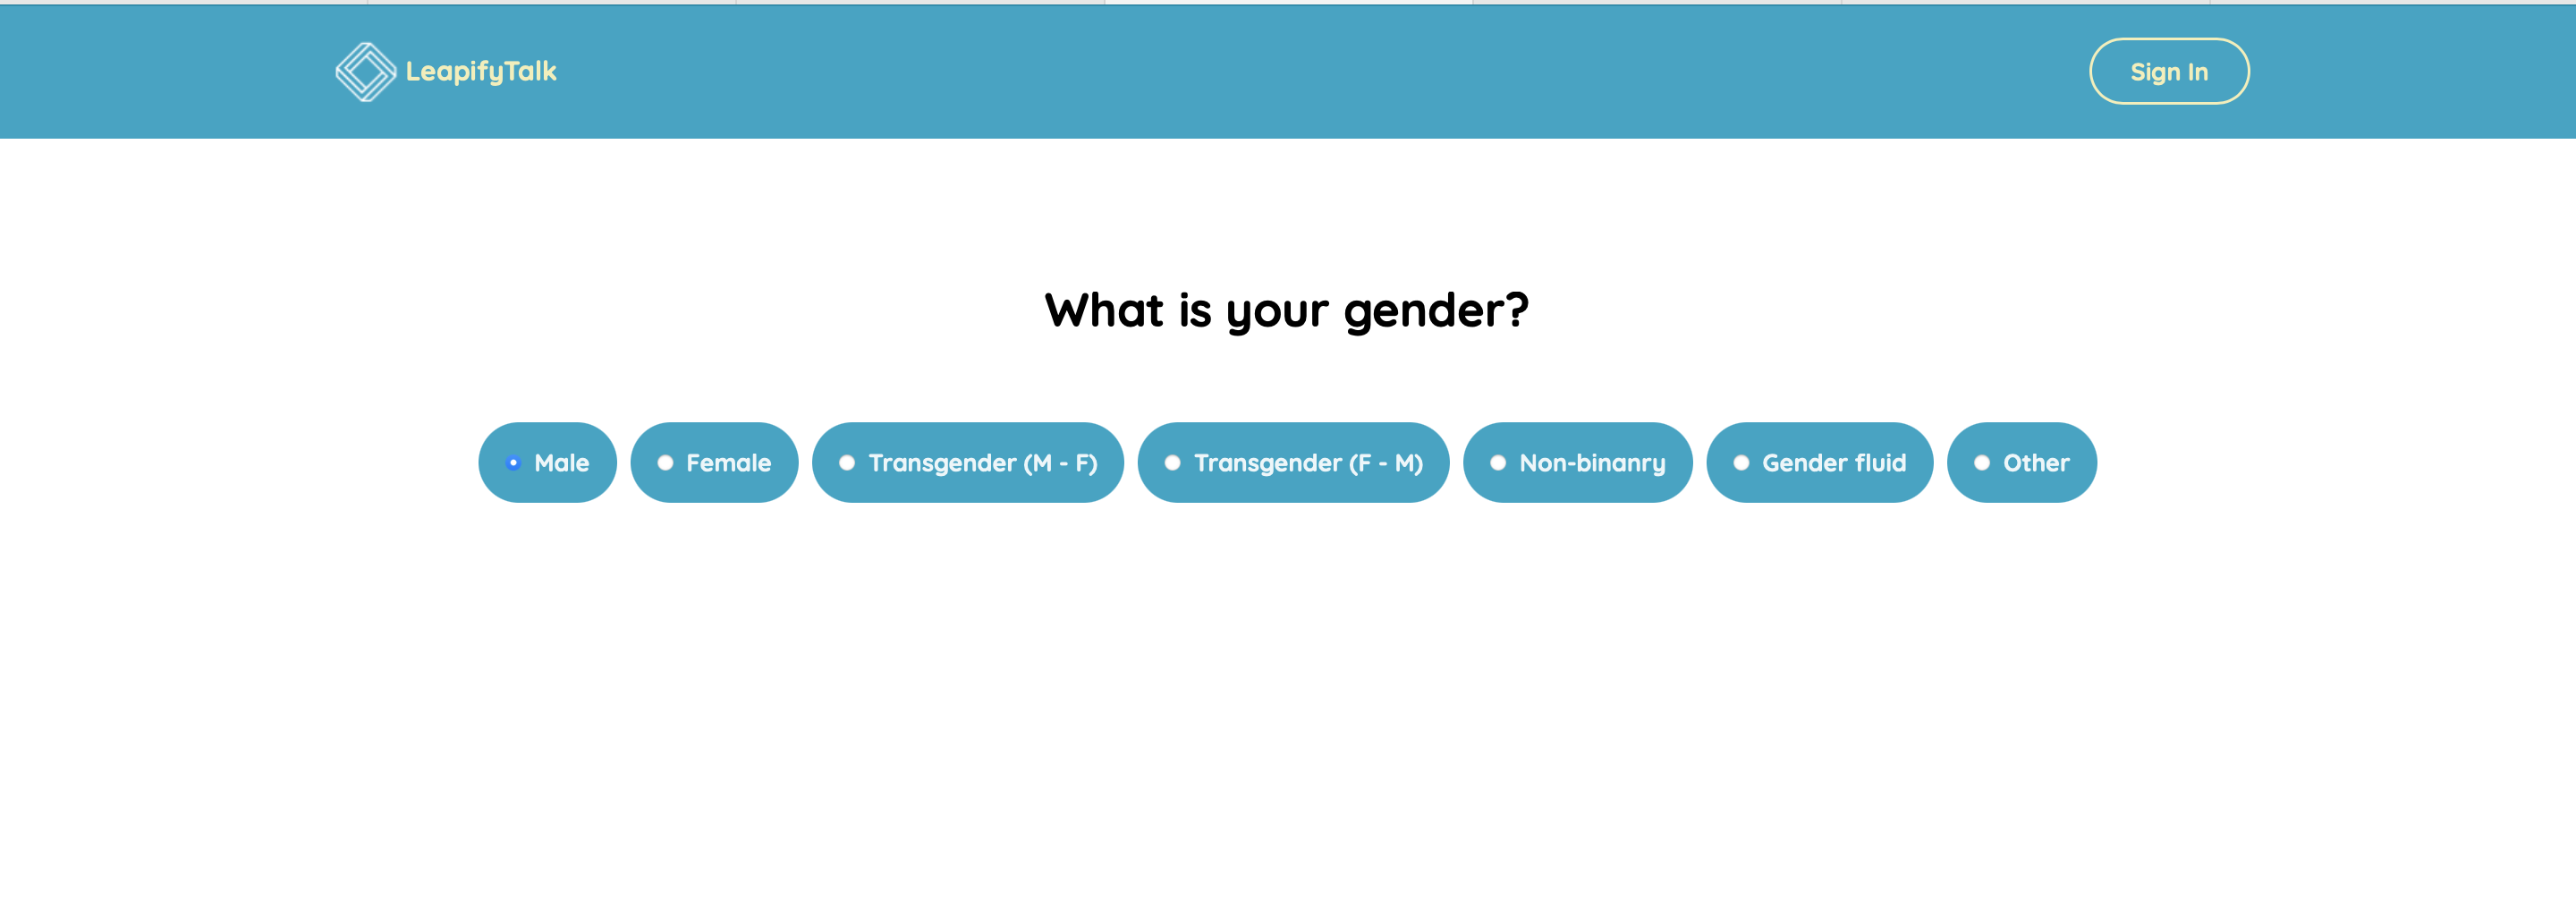 LeapifyTalk
Sign In
What is your gender?
Male
Female
Transgender (M - F)
Transgender (F - M)
Non-binanry
Gender fluid
Other